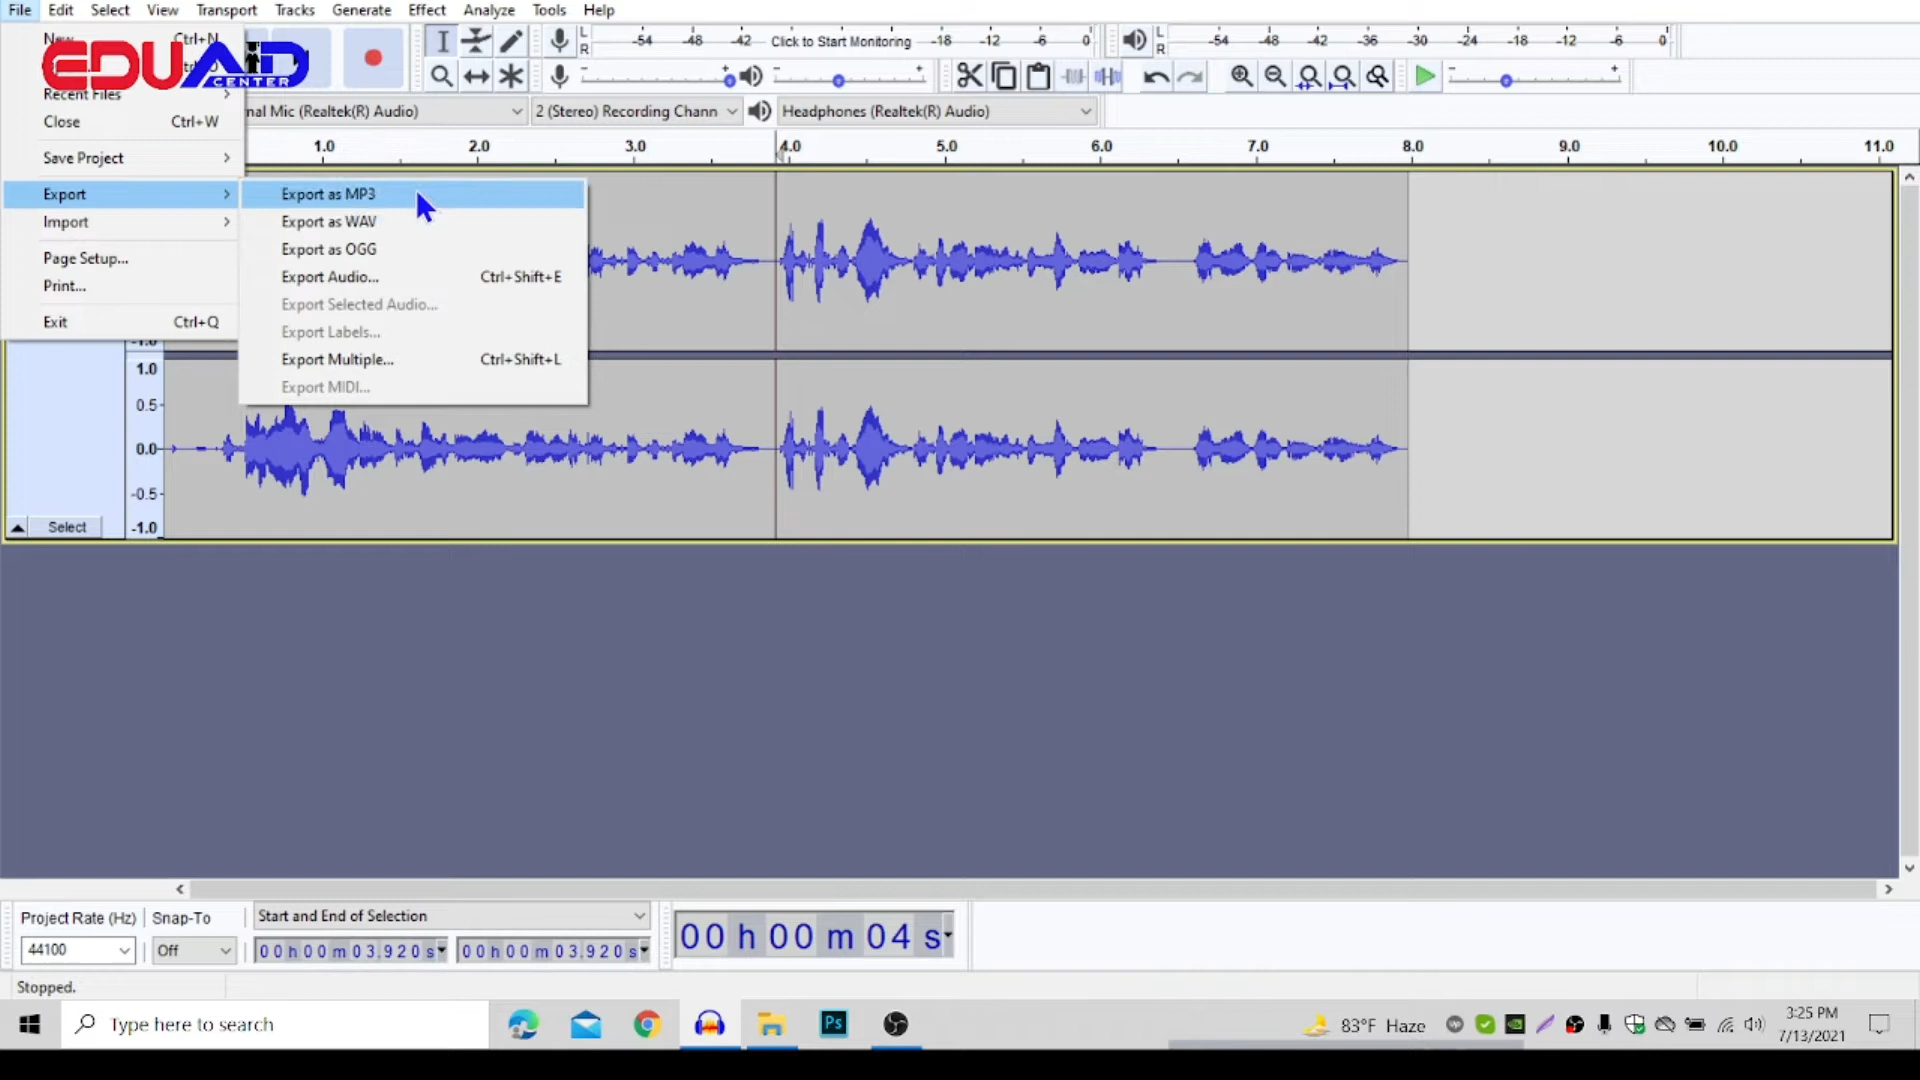 File Edit Select View Transport Tracks Generate Effect Analyze Tools Help
New Ctrl+N
EDUAID
CENTER
Recent Files
Close Ctrl+W
Save Project
Export
Import
Page Setup...
Print...
Exit Ctrl+Q
Export as MP3
Export as WAV
Export as OGG
Export Audio... Ctrl+Shift+E
Export Selected Audio...
Export Labels...
Export Multiple... Ctrl+Shift+L
Export MIDI...
L
R
-54 -48 -42 Click to Start Monitoring -18 -12 -6 0
L
R
-54 -48 -42 -36 -30 -24 -18 -12 -6 0
nal Mic (Realtek(R) Audio) 2 (Stereo) Recording Chann Headphones (Realtek(R) Audio)
1.0 2.0 3.0 4.0 5.0 6.0 7.0 8.0 9.0 10.0 11.0
-1.0
1.0
0.5
0.0
-0.5
-1.0
Select
Project Rate (Hz) Snap-To Start and End of Selection
44100 Off 00h00m03.920s 00h00m03.920s
00 h 00 m 04 s
Stopped.
Type here to search
Ps
83°F Haze
3:25 PM
7/13/2021